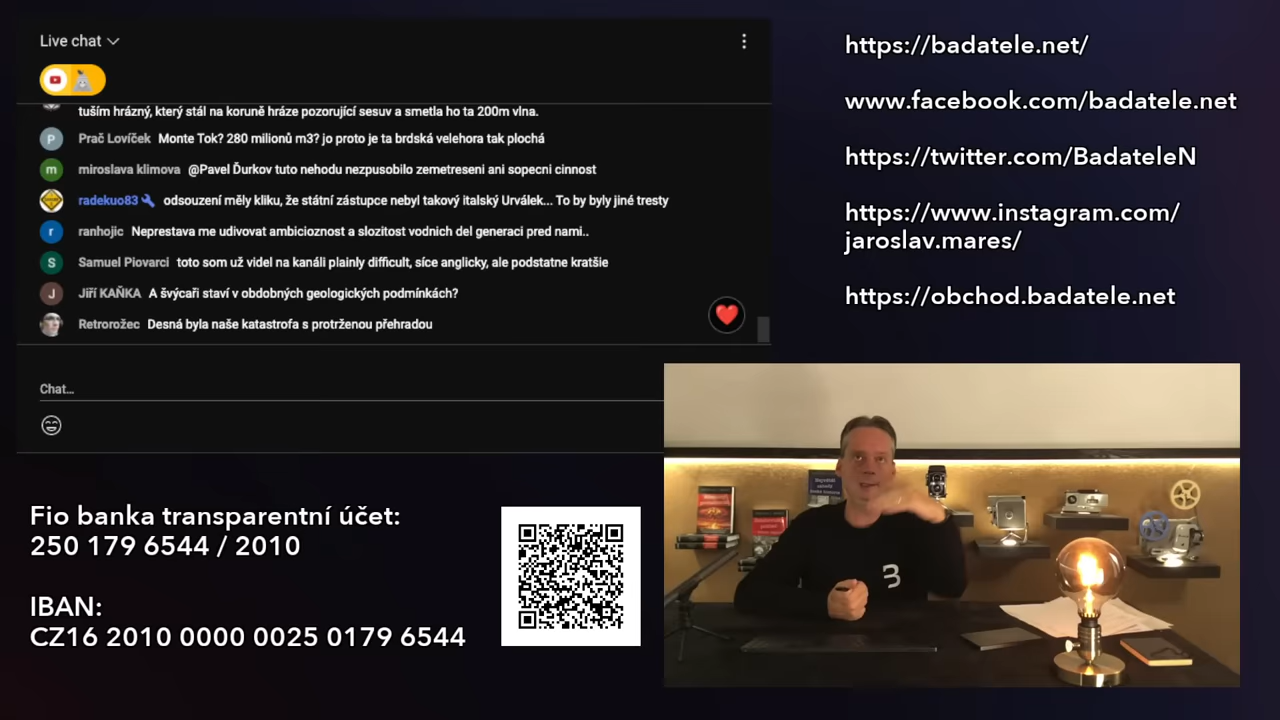 Live chat
tuším hrázný, který stál na koruně hráze pozorující sesuv a smetla ho ta 200m vlna.
P Prač Lovíček Monte Tok? 280 milionů m3? jo proto je ta brdská velehora tak plochá
m miroslava klimova @Pavel Ďurkov tuto nehodu nezpusobilo zemetreseni ani sopecni cinnost
radekuo83 odsouzení měly kliku, že státní zástupce nebyl takový italský Urválek... To by byly jiné tresty
r ranhojic Neprestava me udivovat ambicioznost a slozitost vodnich del generaci pred nami..
S Samuel Piovarci toto som už videl na kanáli plainly difficult, síce anglicky, ale podstatne kratšie
J Jiří KAŇKA A švýcaři staví v obdobných geologických podmínkách?
Retrorožec Desná byla naše katastrofa s protrženou přehradou
Chat...
https://badatele.net/
www.facebook.com/badatele.net
https://twitter.com/BadateleN
https://www.instagram.com/
jaroslav.mares/
https://obchod.badatele.net
Fio banka transparentní účet:
250 179 6544 / 2010
IBAN:
CZ16 2010 0000 0025 0179 6544